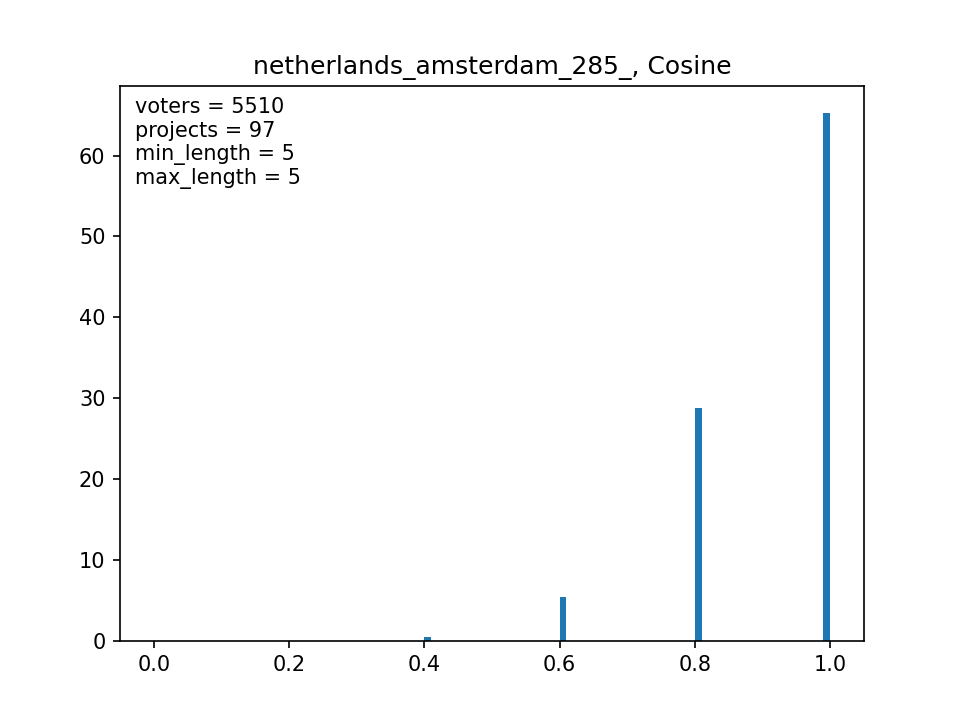 netherlands_amsterdam_285_, Cosine
voters = 5510
projects = 97
min_length = 5
max_length = 5
60
50
40
30
20
10
0
0.0 0.2 0.4 0.6 0.8 1.0